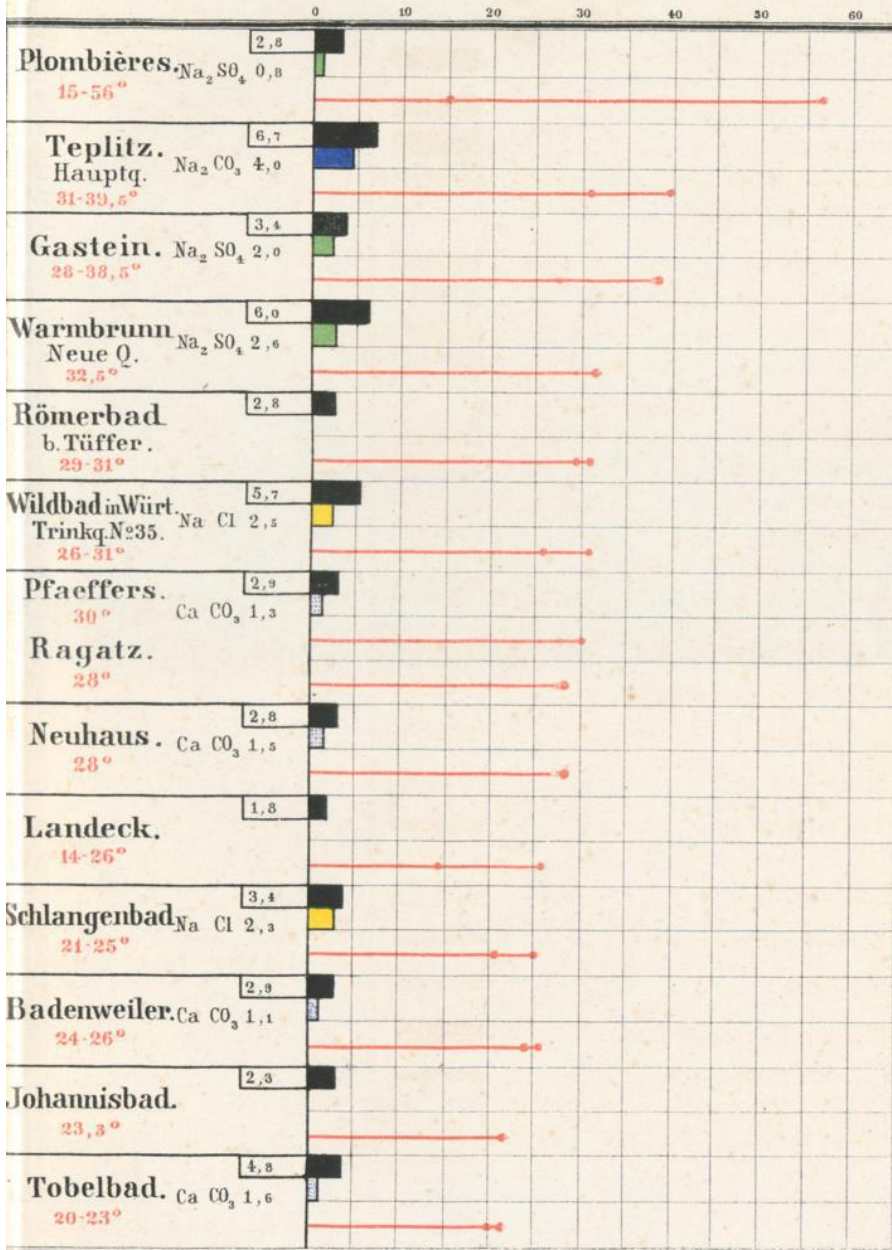 0 10 20 30 40 50 60
2,8
Plombières. Na₂ SO₄ 0,8
15-56°
6,7
Teplitz.
Hauptq. Na₂ CO₃ 4,0
31-39,5°
3,4
Gastein. Na₂ SO₄ 2,0
28-38,5°
6,0
Warmbrunn
Neue Q. Na₂ SO₄ 2,6
32,5°
2,8
Römerbad
b. Tüffer.
29-31°
5,7
Wildbad in Würt.
Trinkq. Nº 35. Na Cl 2,5
26-31°
2,9
Pfaeffers.
30° Ca CO₃ 1,3
Ragatz.
28°
2,8
Neuhaus. Ca CO₃ 1,5
28°
1,8
Landeck.
14-26°
3,4
Schlangenbad Na Cl 2,3
21-25°
2,9
Badenweiler. Ca CO₃ 1,1
24-26°
2,3
Johannisbad.
23,3°
4,8
Tobelbad. Ca CO₃ 1,6
20-23°